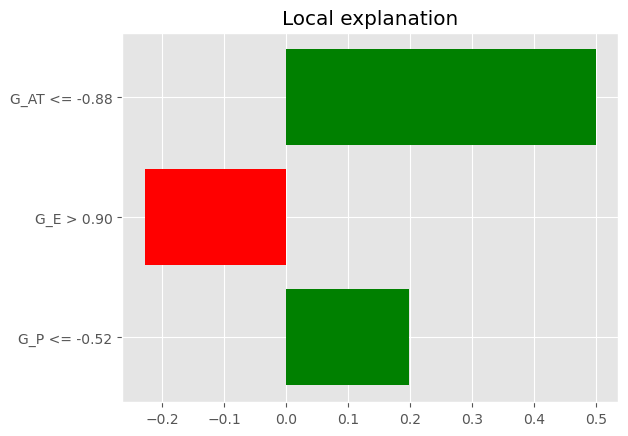 Local explanation
G_AT <= -0.88
G_E > 0.90
G_P <= -0.52
−0.2 −0.1 0.0 0.1 0.2 0.3 0.4 0.5